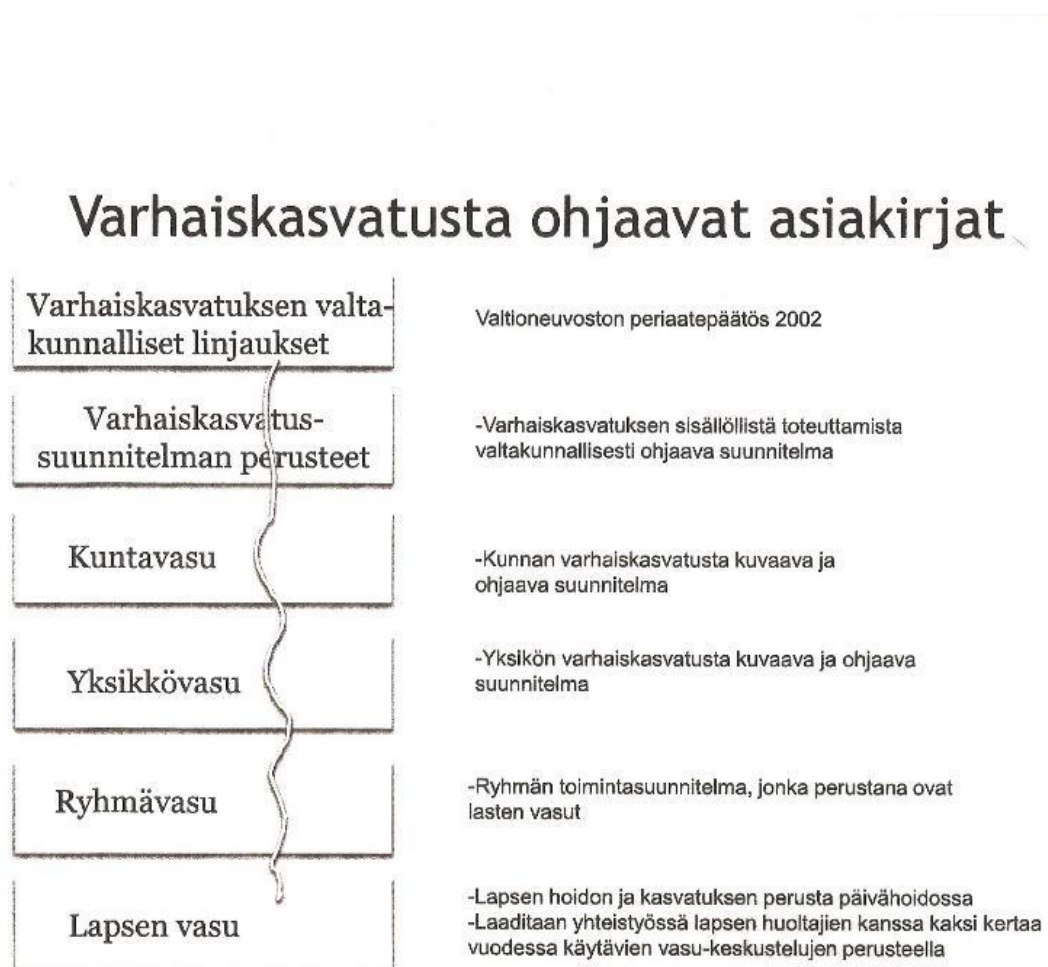 Varhaiskasvatusta ohjaavat asiakirjat
Varhaiskasvatuksen valta-
kunnalliset linjaukset
Valtioneuvoston periaatepäätös 2002
Varhaiskasvatus-
suunnitelman perusteet
-Varhaiskasvatuksen sisällöllistä toteuttamista
valtakunnallisesti ohjaava suunnitelma
Kuntavasu
-Kunnan varhaiskasvatusta kuvaava ja
ohjaava suunnitelma
Yksikkövasu
-Yksikön varhaiskasvatusta kuvaava ja ohjaava
suunnitelma
Ryhmävasu
-Ryhmän toimintasuunnitelma, jonka perustana ovat
lasten vasut
Lapsen vasu
-Lapsen hoidon ja kasvatuksen perusta päivähoidossa
-Laaditaan yhteistyössä lapsen huoltajien kanssa kaksi kertaa
vuodessa käytävien vasu-keskustelujen perusteella